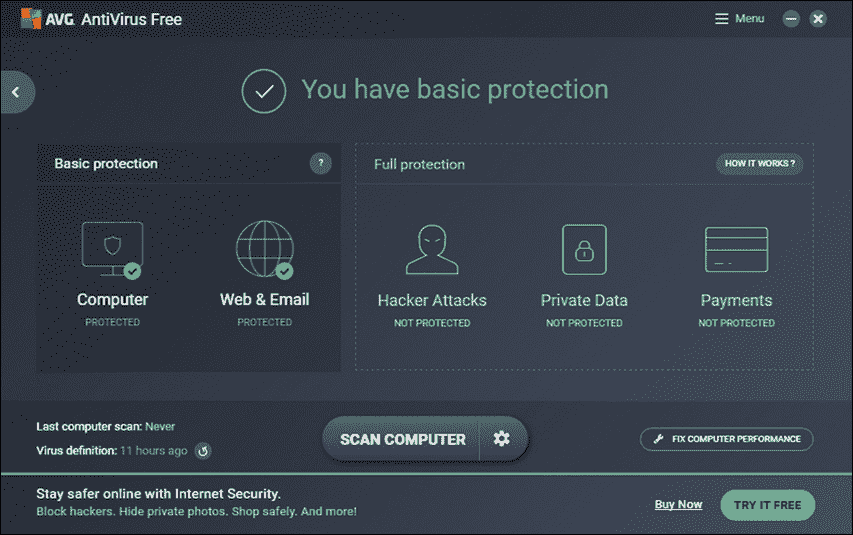 AVG AntiVirus Free
Menu
You have basic protection
Basic protection
?
Full protection
HOW IT WORKS ?
Computer
PROTECTED
Web & Email
PROTECTED
Hacker Attacks
NOT PROTECTED
Private Data
NOT PROTECTED
Payments
NOT PROTECTED
Last computer scan: Never
Virus definition: 11 hours ago
SCAN COMPUTER
FIX COMPUTER PERFORMANCE
Stay safer online with Internet Security.
Block hackers. Hide private photos. Shop safely. And more!
Buy Now
TRY IT FREE